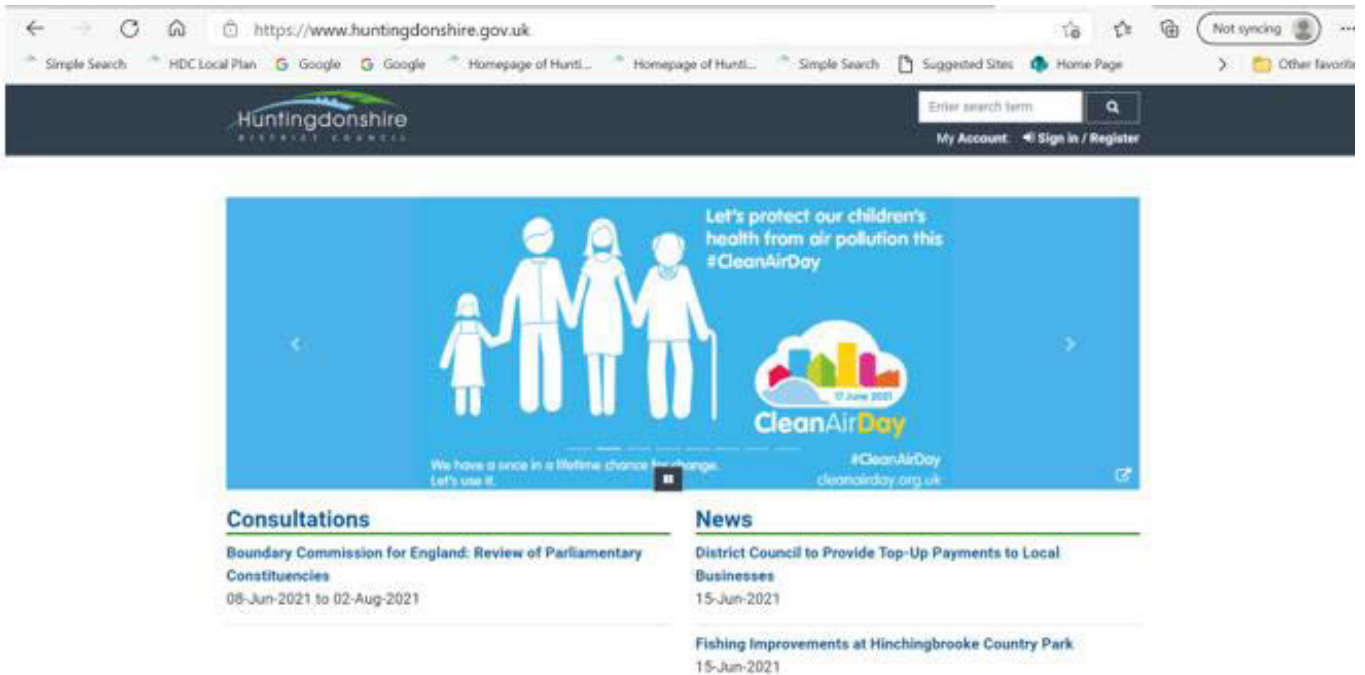 https://www.huntingdonshire.gov.uk
Not syncing
Simple Search
HDC Local Plan
Google
Google
Homepage of Hunti...
Homepage of Hunti...
Simple Search
Suggested Sites
Home Page
Other favorite
Huntingdonshire
DISTRICT COUNCIL
Enter search term
My Account
Sign in / Register
Let's protect our children's
health from air pollution this
#CleanAirDay
17 June 2021
CleanAirDay
We have a once in a lifetime chance for change.
Let's use it.
#CleanAirDay
cleanairday.org.uk
Consultations
Boundary Commission for England: Review of Parliamentary
Constituencies
08-Jun-2021 to 02-Aug-2021
News
District Council to Provide Top-Up Payments to Local
Businesses
15-Jun-2021
Fishing Improvements at Hinchingbrooke Country Park
15-Jun-2021